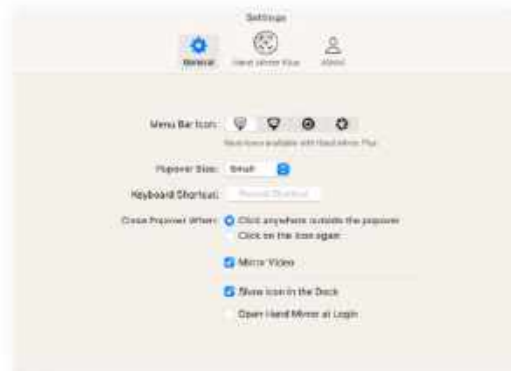 Settings
General
Hand Mirror Plus
About
Menu Bar Icon:
More icons available with Hand Mirror Plus
Popover Size: Small
Keyboard Shortcut: Record Shortcut
Close Popover When: Click anywhere outside the popover
Click on the icon again
Mirror Video
Show icon in the Dock
Open Hand Mirror at Login